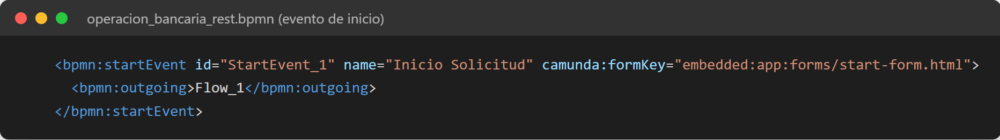 operacion_bancaria_rest.bpmn (evento de inicio)
<bpmn:startEvent id="StartEvent_1" name="Inicio Solicitud" camunda:formKey="embedded:app:forms/start-form.html">
<bpmn:outgoing>Flow_1</bpmn:outgoing>
</bpmn:startEvent>